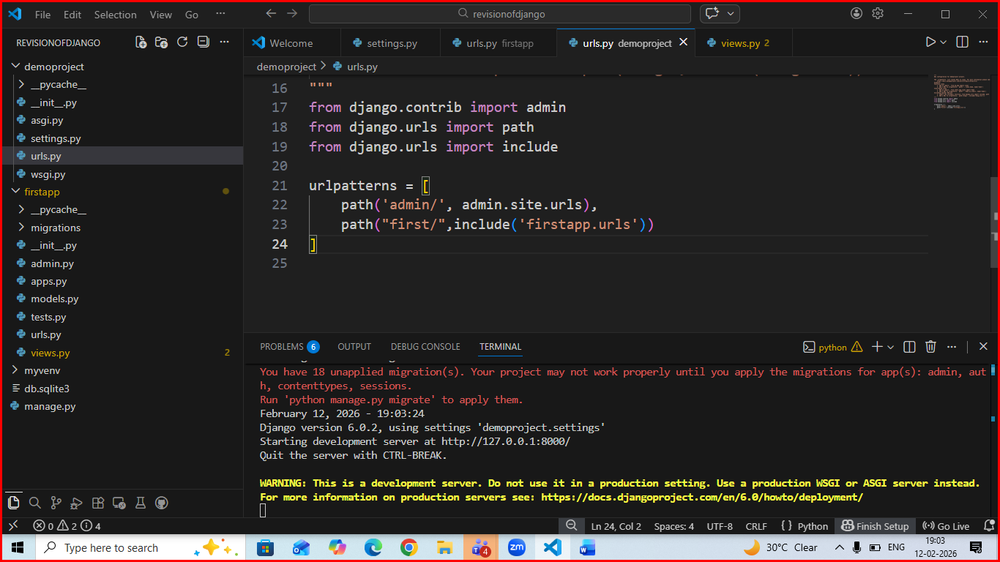 File Edit Selection View Go ···
revisionofdjango
REVISIONOFDJANGO
demoproject
__pycache__
__init__.py
asgi.py
settings.py
urls.py
wsgi.py
firstapp
__pycache__
migrations
__init__.py
admin.py
apps.py
models.py
tests.py
urls.py
views.py 2
myvenv
db.sqlite3
manage.py
Welcome settings.py urls.py firstapp urls.py demoproject views.py 2
demoproject > urls.py
16 """
17 from django.contrib import admin
18 from django.urls import path
19 from django.urls import include
20
21 urlpatterns = [
22 path('admin/', admin.site.urls),
23 path("first/",include('firstapp.urls'))
24 ]
25
PROBLEMS 6 OUTPUT DEBUG CONSOLE TERMINAL python
You have 18 unapplied migration(s). Your project may not work properly until you apply the migrations for app(s): admin, aut
h, contenttypes, sessions.
Run 'python manage.py migrate' to apply them.
February 12, 2026 - 19:03:24
Django version 6.0.2, using settings 'demoproject.settings'
Starting development server at http://127.0.0.1:8000/
Quit the server with CTRL-BREAK.
WARNING: This is a development server. Do not use it in a production setting. Use a production WSGI or ASGI server instead.
For more information on production servers see: https://docs.djangoproject.com/en/6.0/howto/deployment/
0 2 4 Ln 24, Col 2 Spaces: 4 UTF-8 CRLF { } Python Finish Setup Go Live
Type here to search T 4 zm W 30°C Clear ENG 19:03
12-02-2026